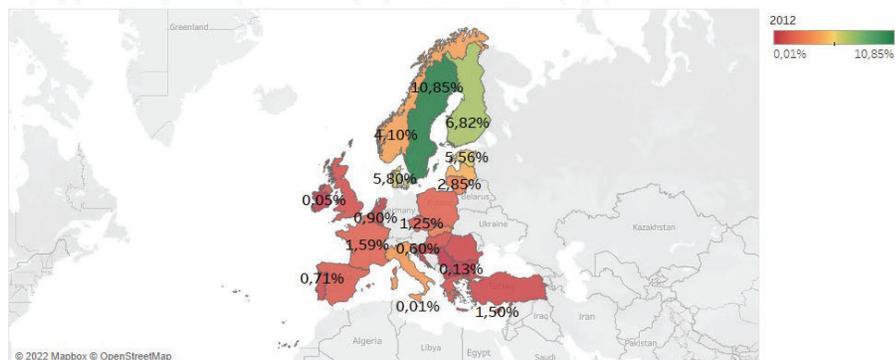 2012
0,01% 10,85%
Greenland
10,85%
4,10%
6,82%
5,56%
5,80%
2,85%
Belarus
0,05%
0,90%
1,25%
Ukraine
Kazakhstan
1,59%
0,60%
0,13%
0,71%
0,01%
1,50%
Turkey
Iraq
Iran
Algeria
Libya
Egypt
Saudi
Pakistan
© 2022 Mapbox © OpenStreetMap